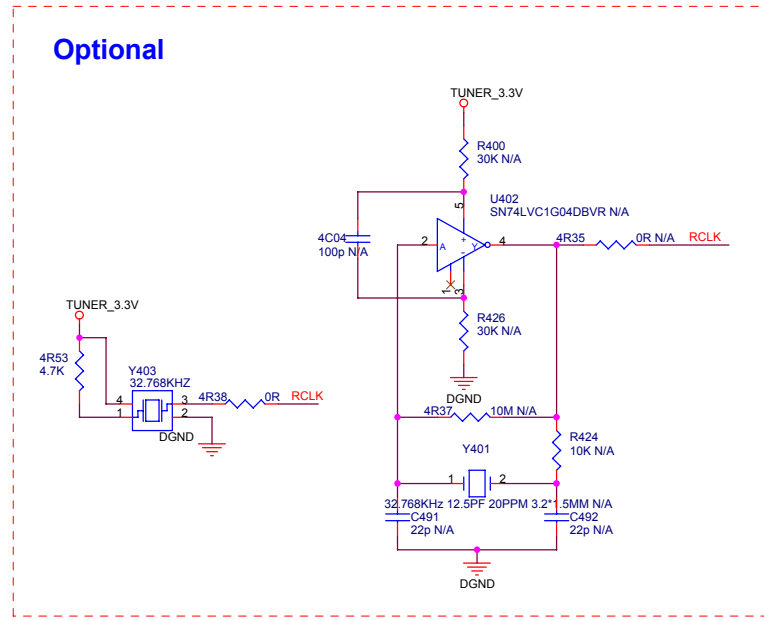 Optional
TUNER_3.3V
R400
30K N/A
5
U402
SN74LVC1G04DBVR N/A
4C04
100p N/A
2
A
+
Y
-
4
4R35
0R N/A
RCLK
1
3
R426
30K N/A
DGND
TUNER_3.3V
4R53
4.7K
Y403
32.768KHZ
4
1
3
2
4R38
0R
RCLK
DGND
4R37
10M N/A
R424
10K N/A
Y401
1
2
32.768KHz 12.5PF 20PPM 3.2*1.5MM N/A
C491
22p N/A
C492
22p N/A
DGND